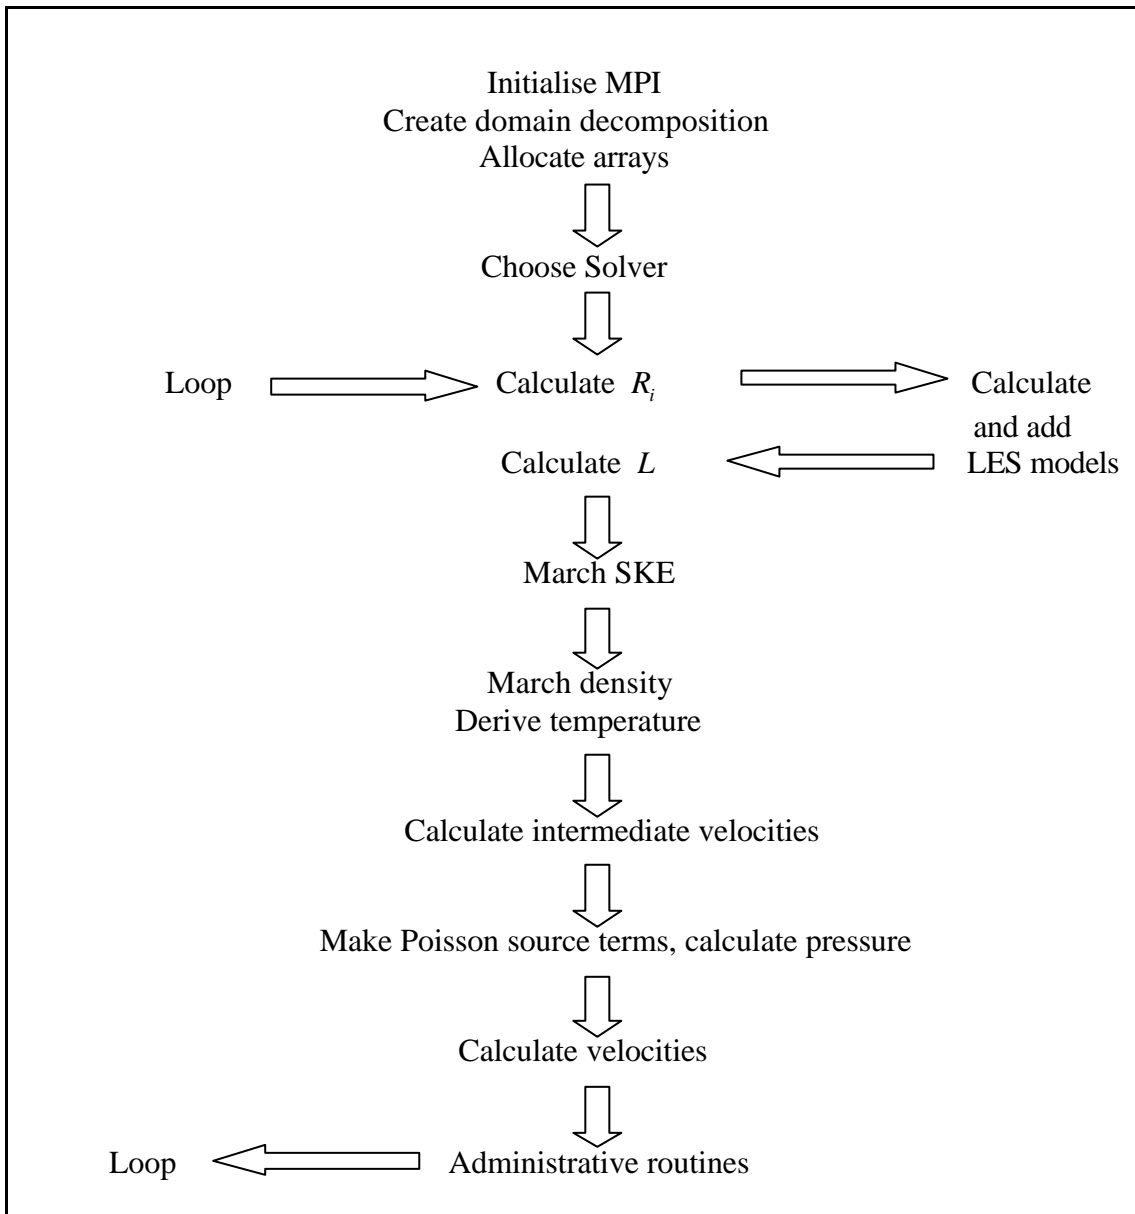 Initialise MPI
Create domain decomposition
Allocate arrays
Choose Solver
Loop
Calculate R_i
Calculate
and add
LES models
Calculate L
March SKE
March density
Derive temperature
Calculate intermediate velocities
Make Poisson source terms, calculate pressure
Calculate velocities
Loop
Administrative routines